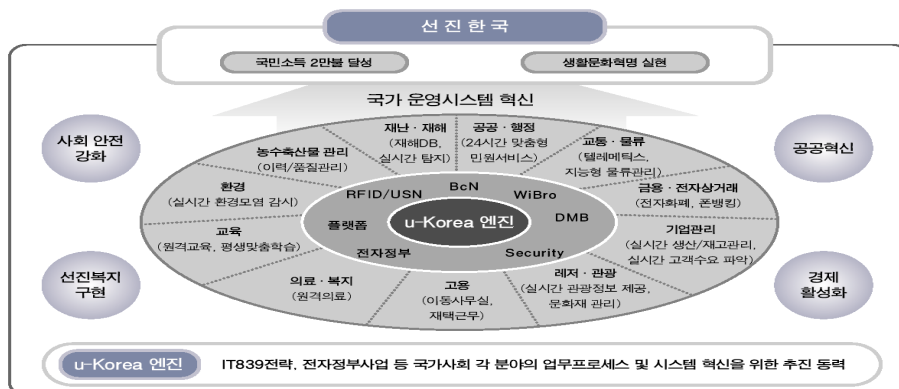 선진한국
국민소득 2만불 달성
생활문화혁명 실현
국가 운영시스템 혁신
사회 안전
강화
공공혁신
선진복지
구현
경제
활성화
재난 · 재해
(재해DB,
실시간 탐지)
공공 · 행정
(24시간 맞춤형
민원서비스)
교통 · 물류
(텔레메틱스,
지능형 물류관리)
농수축산물 관리
(이력/품질관리)
금융 · 전자상거래
(전자화폐, 폰뱅킹)
환경
(실시간 환경모염 감시)
기업관리
(실시간 생산/재고관리,
실시간 고객수요 파악)
교육
(원격교육, 평생맞춤학습)
의료 · 복지
(원격의료)
고용
(이동사무실,
재택근무)
레저 · 관광
(실시간 관광정보 제공,
문화재 관리)
RFID/USN
BcN
WiBro
플랫폼
DMB
전자정부
Security
u-Korea 엔진
u-Korea 엔진
IT839전략, 전자정부사업 등 국가사회 각 분야의 업무프로세스 및 시스템 혁신을 위한 추진 동력